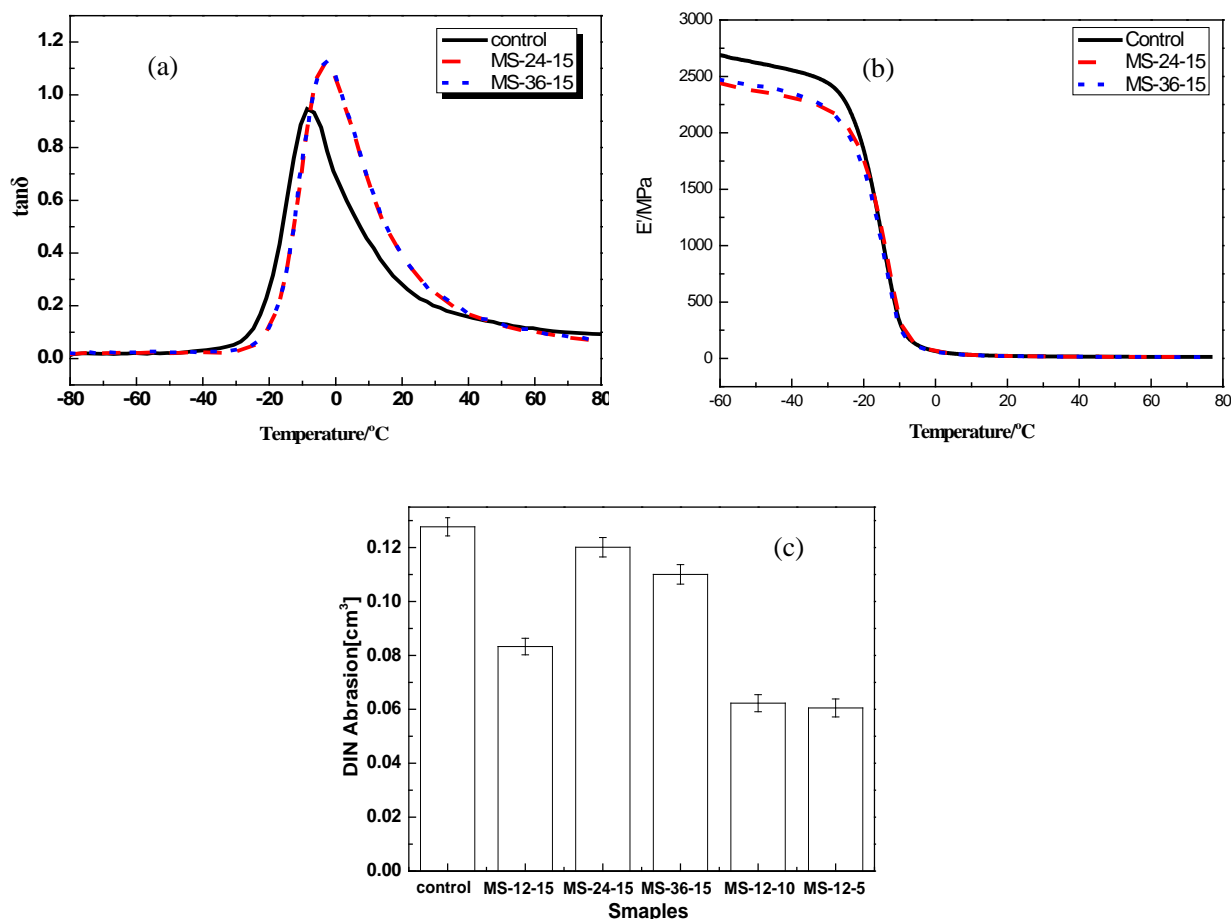 (a)
control
MS-24-15
MS-36-15
1.2
1.0
0.8
0.6
0.4
0.2
0.0
tanδ
-80 -60 -40 -20 0 20 40 60 80
Temperature/°C
(b)
Control
MS-24-15
MS-36-15
3000
2500
2000
1500
1000
500
0
E'/MPa
-60 -40 -20 0 20 40 60 80
Temperature/°C
(c)
0.12
0.10
0.08
0.06
0.04
0.02
0.00
DIN Abrasion[cm³]
control MS-12-15 MS-24-15 MS-36-15 MS-12-10 MS-12-5
Smaples